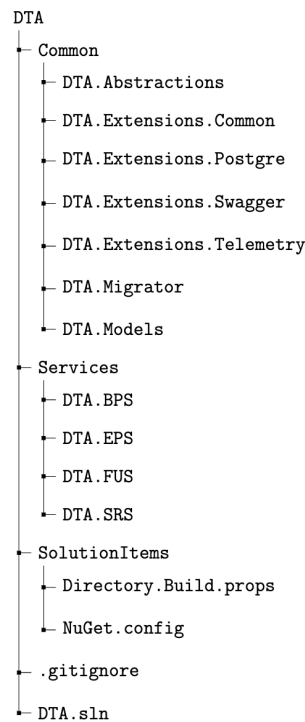 DTA
Common
DTA.Abstractions
DTA.Extensions.Common
DTA.Extensions.Postgre
DTA.Extensions.Swagger
DTA.Extensions.Telemetry
DTA.Migrator
DTA.Models
Services
DTA.BPS
DTA.EPS
DTA.FUS
DTA.SRS
SolutionItems
Directory.Build.props
NuGet.config
.gitignore
DTA.sln